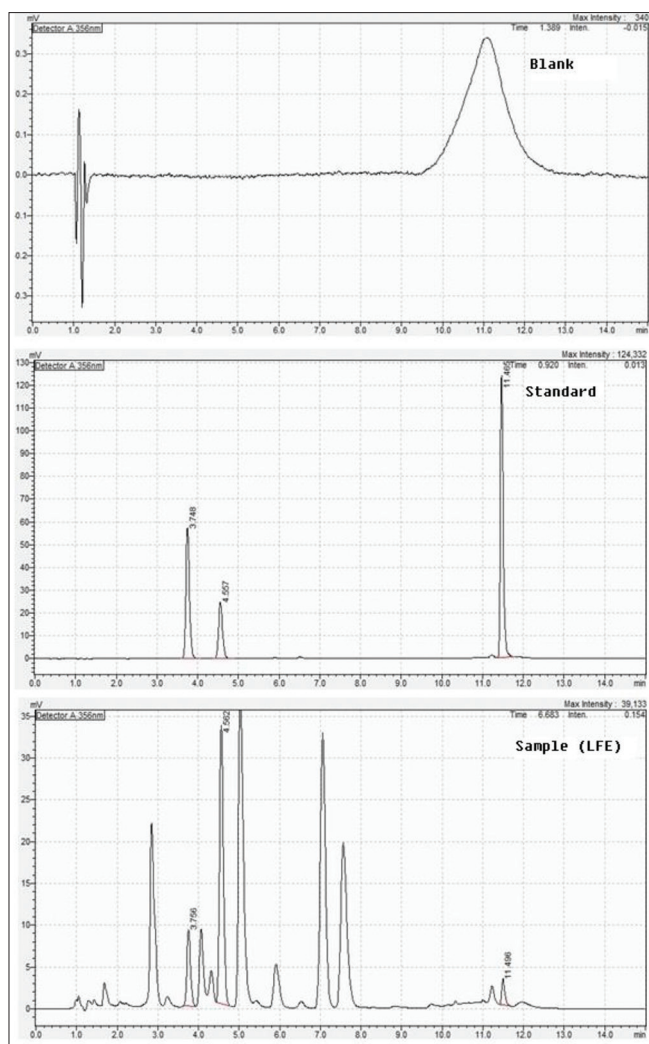 mV
Max Intensity : 340
Detector A 356nm
Time 1.389 Inten. -0.015
Blank
0.3
0.2
0.1
0.0
0.1
0.2
0.3
0.0 1.0 2.0 3.0 4.0 5.0 6.0 7.0 8.0 9.0 10.0 11.0 12.0 13.0 14.0 min
mV
Max Intensity : 124,332
Detector A 356nm
Time 0.920 Inten. 0.013
Standard
130
120
110
100
90
80
70
60
50
40
30
20
10
0
3.748
4.557
11.465
0.0 1.0 2.0 3.0 4.0 5.0 6.0 7.0 8.0 9.0 10.0 11.0 12.0 13.0 14.0 min
mV
Max Intensity : 39,133
Detector A 356nm
Time 6.683 Inten. 0.154
Sample (LFE)
35
30
25
20
15
10
5
0
3.756
4.562
11.496
0.0 1.0 2.0 3.0 4.0 5.0 6.0 7.0 8.0 9.0 10.0 11.0 12.0 13.0 14.0 min